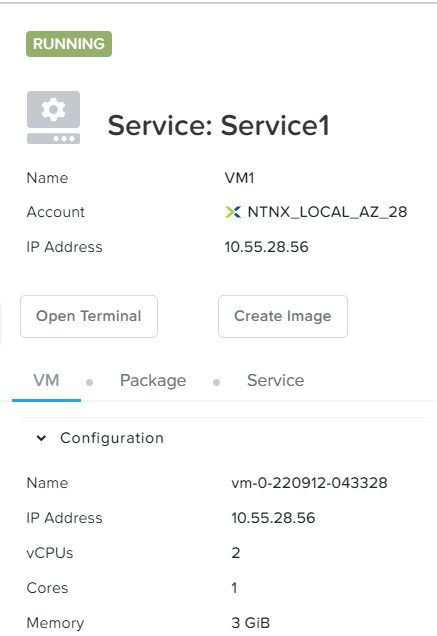 RUNNING
Service: Service1
Name VM1
Account NTNX_LOCAL_AZ_28
IP Address 10.55.28.56
Open Terminal Create Image
VM Package Service
Configuration
Name vm-0-220912-043328
IP Address 10.55.28.56
vCPUs 2
Cores 1
Memory 3 GiB